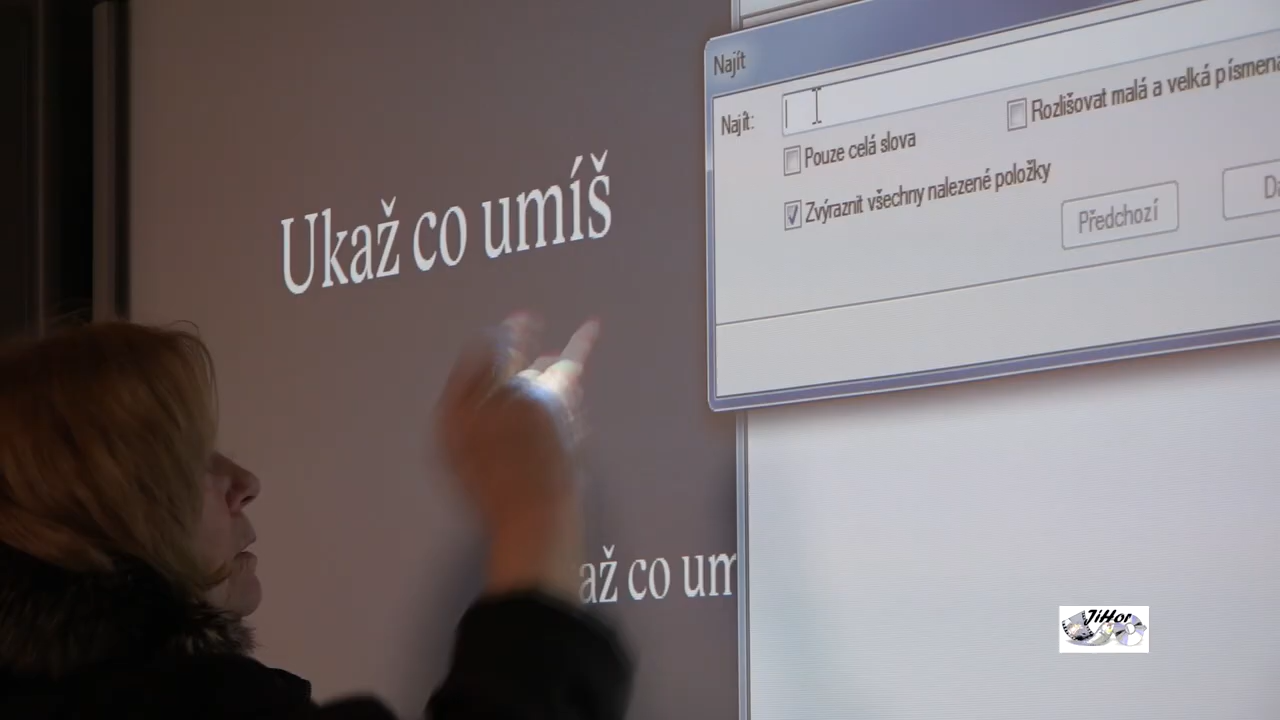 Ukaž co umíš
až co um
Najít
Najít:
Rozlišovat malá a velká písmena
Pouze celá slova
Zvýraznit všechny nalezené položky
Předchozí
JiHor